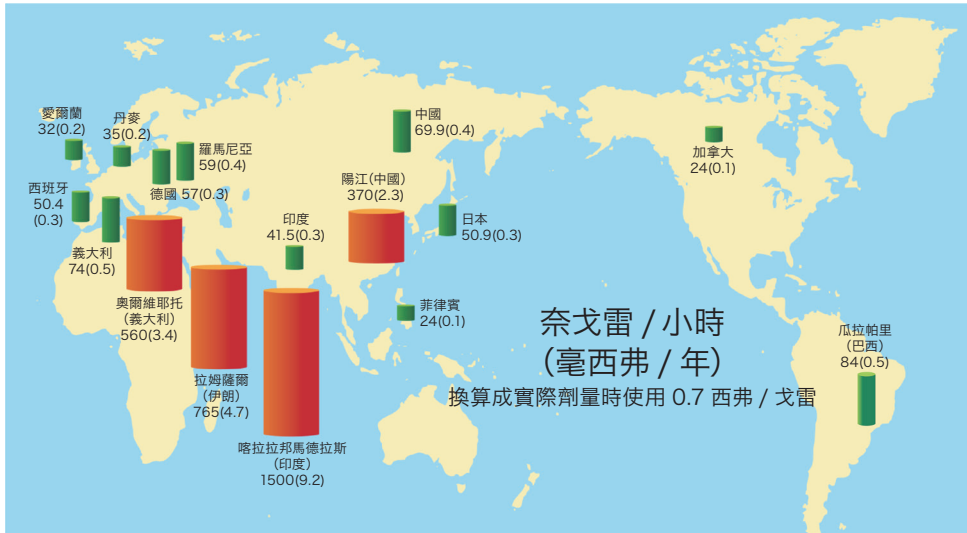 愛爾蘭
32(0.2)
丹麥
35(0.2)
羅馬尼亞
59(0.4)
德國 57(0.3)
西班牙
50.4
(0.3)
義大利
74(0.5)
奧爾維耶托
(義大利)
560(3.4)
拉姆薩爾
(伊朗)
765(4.7)
印度
41.5(0.3)
喀拉拉邦馬德拉斯
(印度)
1500(9.2)
中國
69.9(0.4)
陽江(中國)
370(2.3)
日本
50.9(0.3)
菲律賓
24(0.1)
加拿大
24(0.1)
瓜拉帕里
(巴西)
84(0.5)
奈戈雷 / 小時
(毫西弗 / 年)
換算成實際劑量時使用 0.7 西弗 / 戈雷